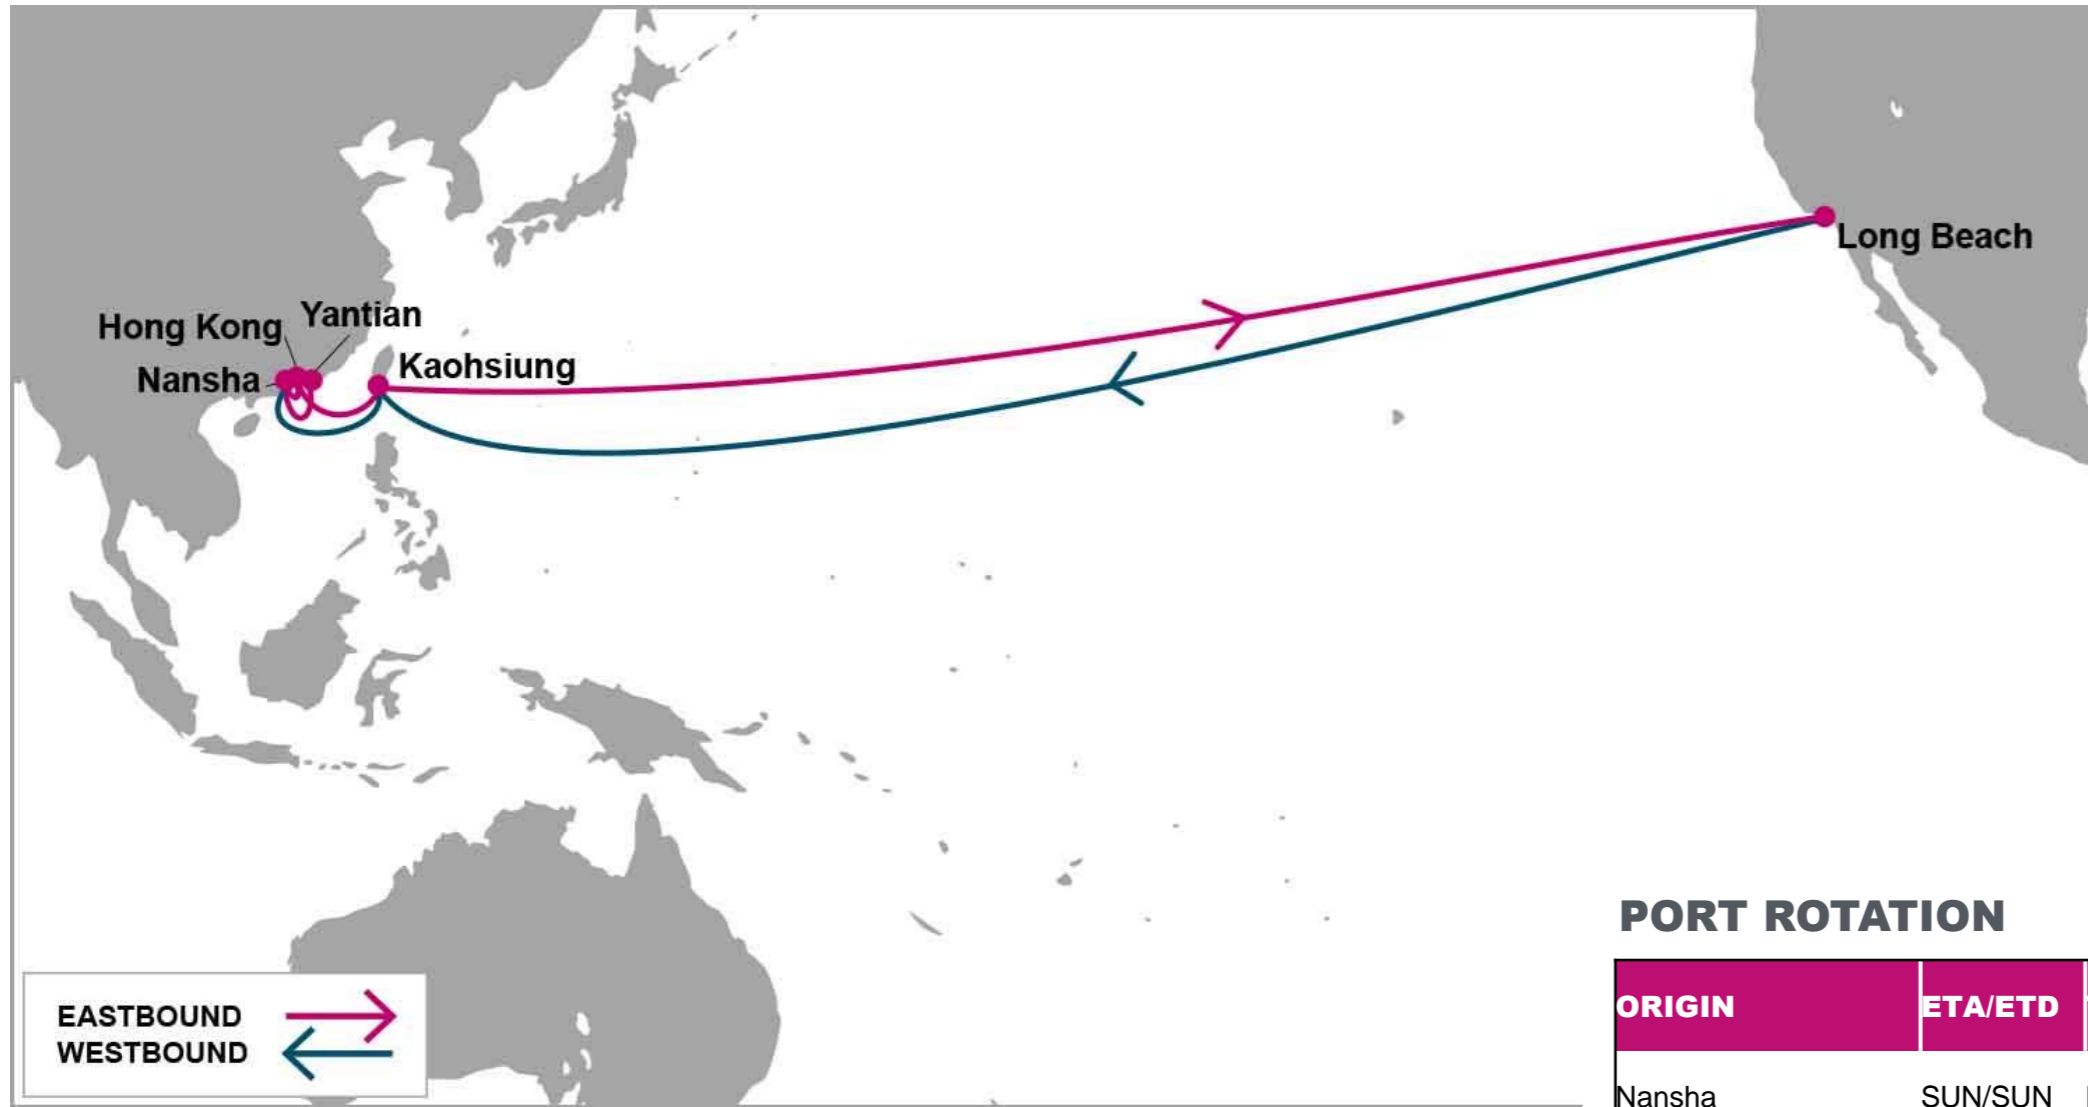 Long Beach
Hong Kong
Yantian
Nansha
Kaohsiung
PORT ROTATION
ORIGIN ETA/ETD
Nansha SUN/SUN
EASTBOUND
WESTBOUND